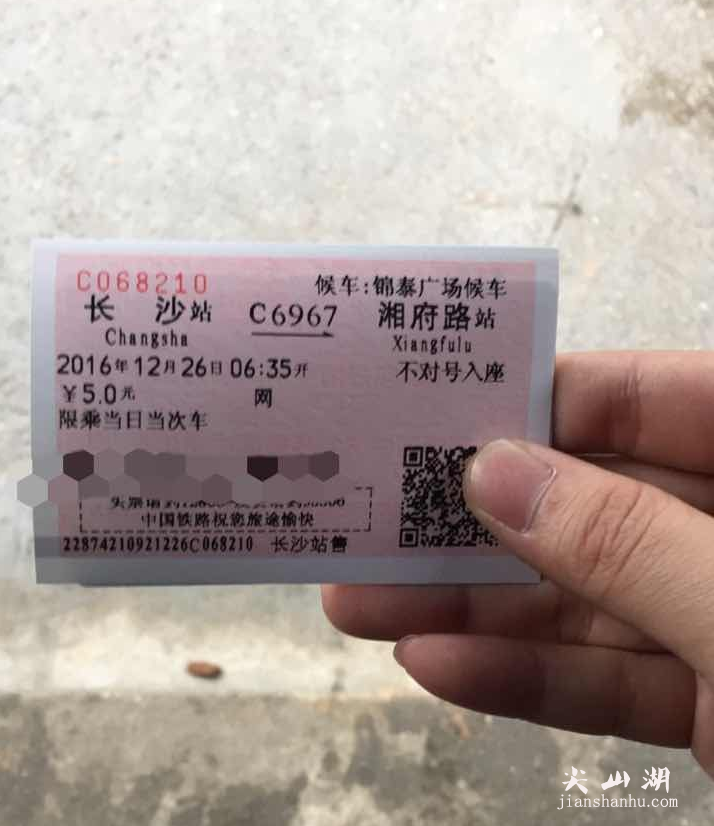 C068210
候车:锦泰广场候车
长沙站 C6967 湘府路站
Changsha Xiangfulu
2016年12月26日 06:35开 不对号入座
￥5.0元 网
限乘当日当次车
中国铁路祝您旅途愉快
22874210921226C068210 长沙站售
尖山湖
jianshanhu.com